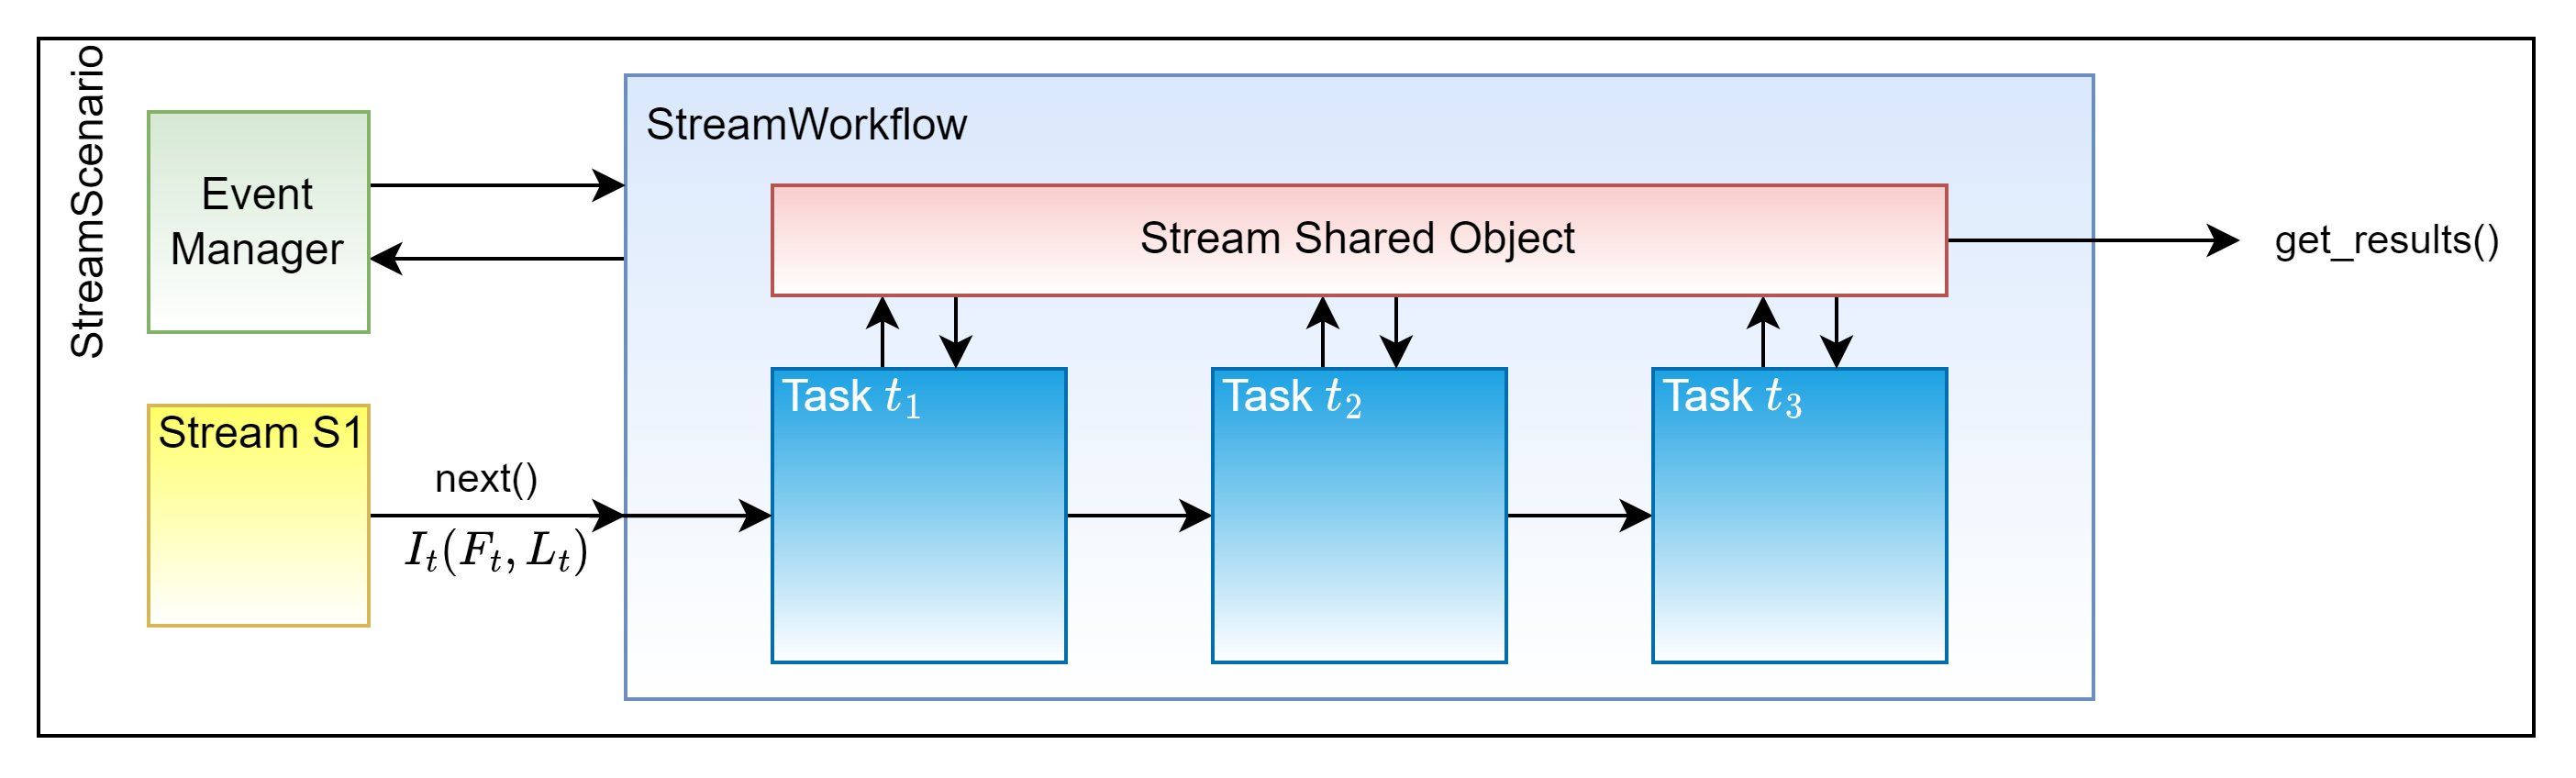 StreamScenario
Event
Manager
StreamWorkflow
Stream Shared Object
get_results()
Stream S1
next()
I_t(F_t, L_t)
Task t_1
Task t_2
Task t_3